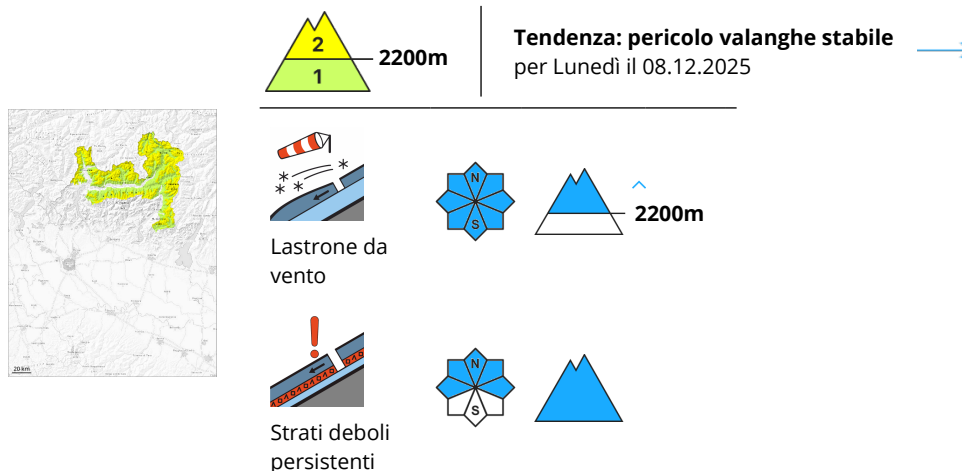 2
2200m
1
Tendenza: pericolo valanghe stabile
per Lunedì il 08.12.2025
20 km
N
S
2200m
Lastrone da
vento
N
S
Strati deboli
persistenti